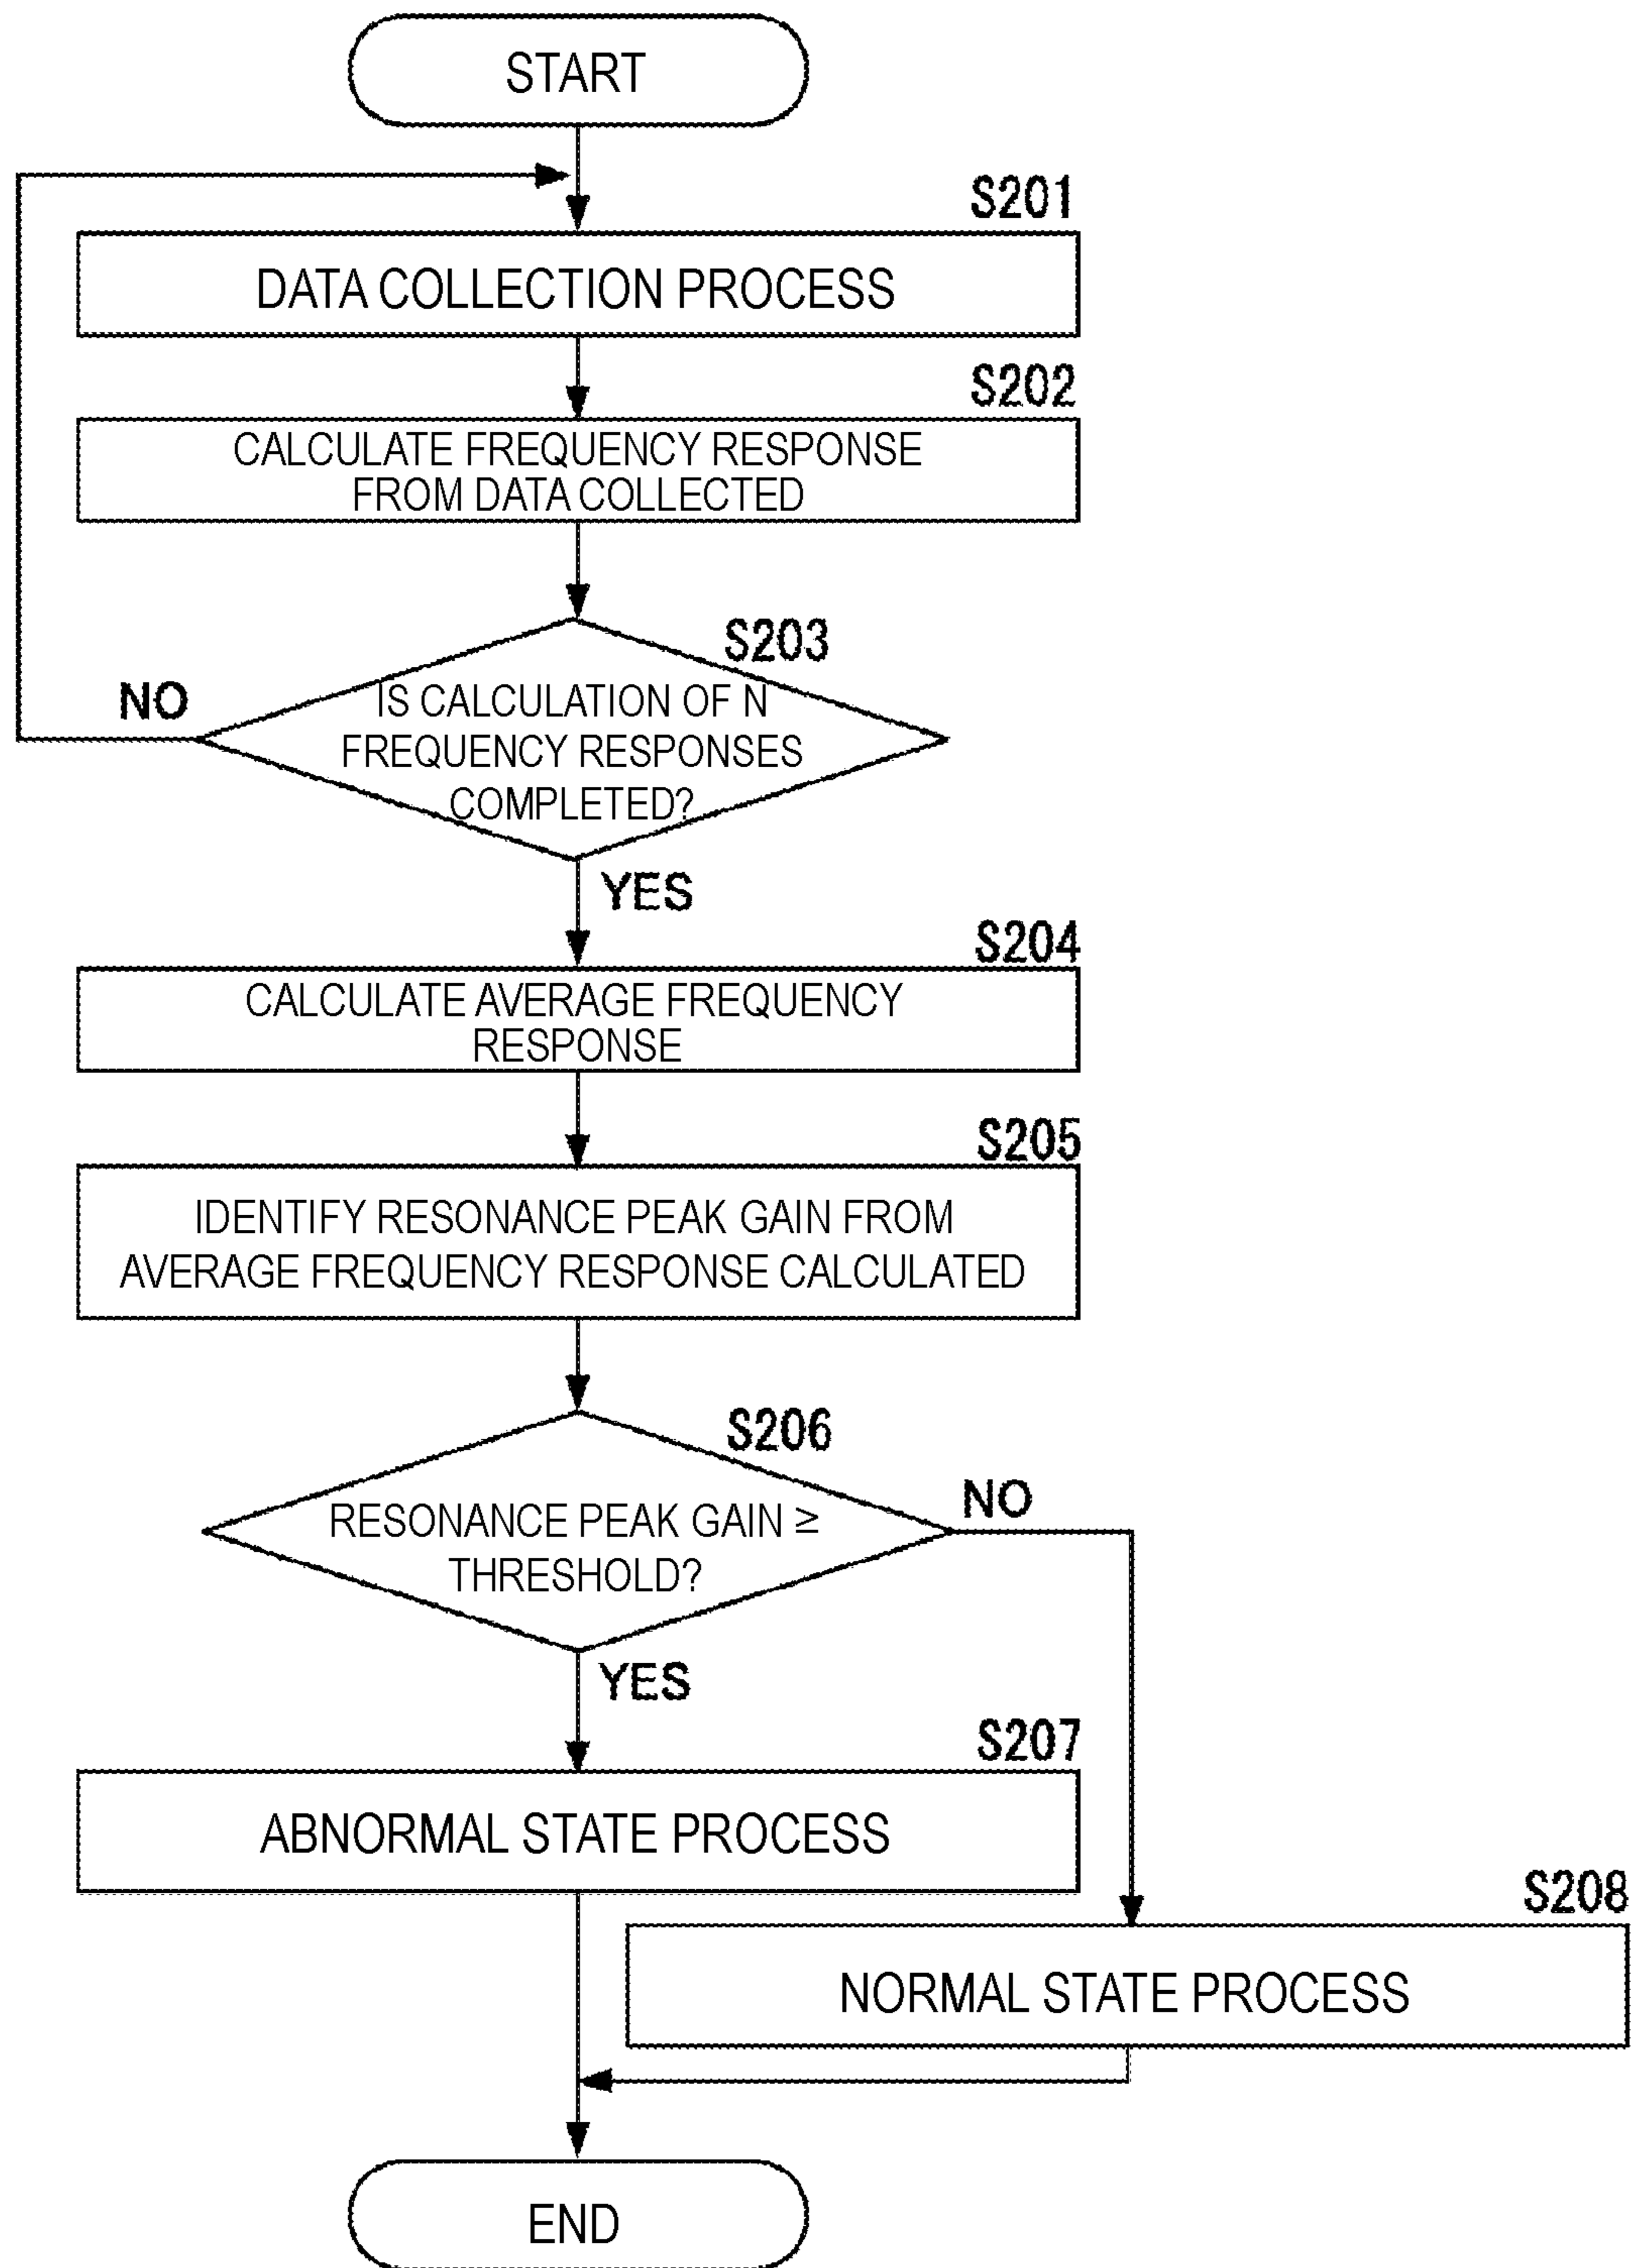 START
S201
DATA COLLECTION PROCESS
S202
CALCULATE FREQUENCY RESPONSE
FROM DATA COLLECTED
S203
NO
IS CALCULATION OF N
FREQUENCY RESPONSES
COMPLETED?
YES
S204
CALCULATE AVERAGE FREQUENCY
RESPONSE
S205
IDENTIFY RESONANCE PEAK GAIN FROM
AVERAGE FREQUENCY RESPONSE CALCULATED
S206
NO
RESONANCE PEAK GAIN ≥
THRESHOLD?
YES
S207
ABNORMAL STATE PROCESS
S208
NORMAL STATE PROCESS
END